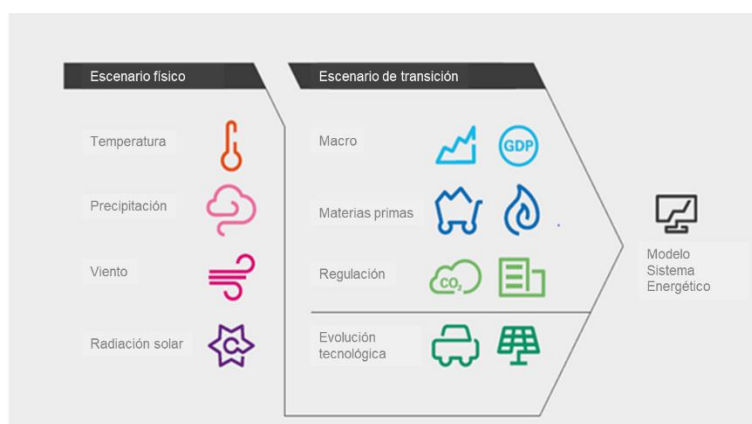 Escenario físico
Escenario de transición
Temperatura
Macro
GDP
Precipitación
Materias primas
Viento
Regulación
CO₂
Modelo
Sistema
Energético
Radiación solar
Evolución
tecnológica